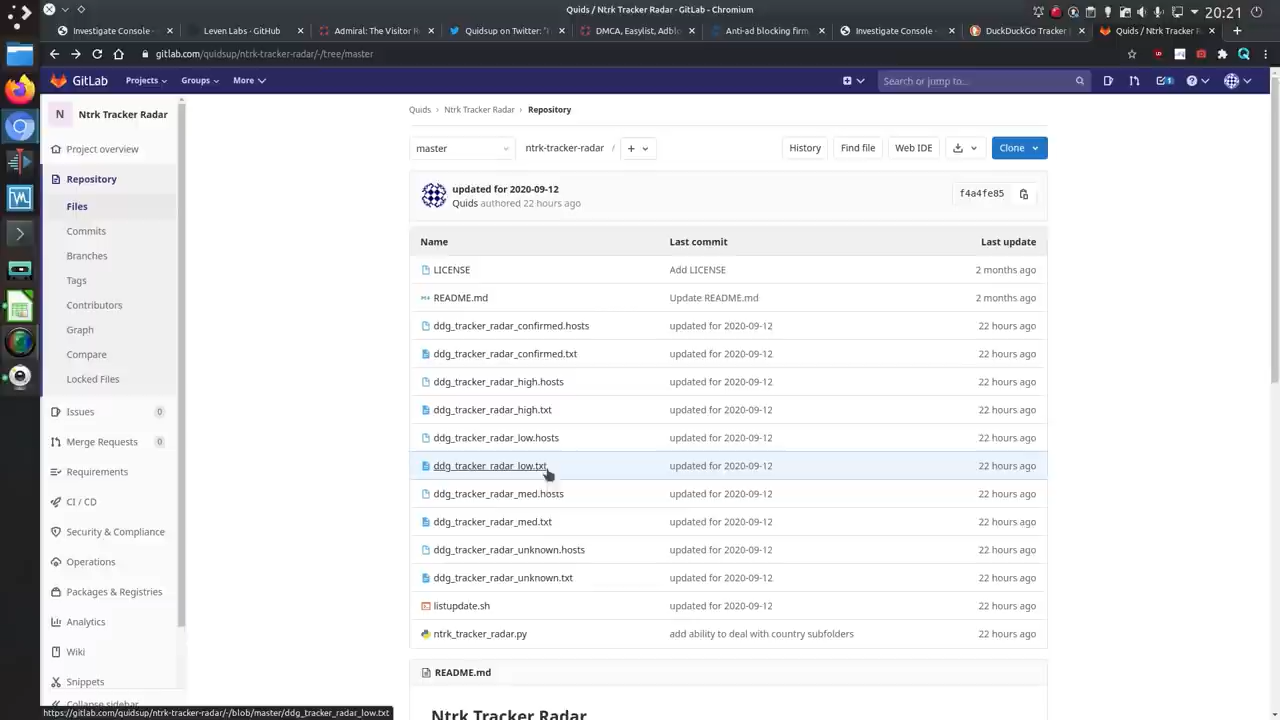 Quids / Ntrk Tracker Radar · GitLab - Chromium
20:21
Investigate Console -
Leven Labs · GitHub
Admiral: The Visitor R
Quidsup on Twitter: "
DMCA, Easylist, Adblo
Anti-ad blocking firm
Investigate Console -
DuckDuckGo Tracker
Quids / Ntrk Tracker R
gitlab.com/quidsup/ntrk-tracker-radar/-/tree/master
GitLab
Projects
Groups
More
Search or jump to...
N
Ntrk Tracker Radar
Project overview
Repository
Files
Commits
Branches
Tags
Contributors
Graph
Compare
Locked Files
Issues 0
Merge Requests 0
Requirements
CI / CD
Security & Compliance
Operations
Packages & Registries
Analytics
Wiki
Snippets
Collapse sidebar
Quids > Ntrk Tracker Radar > Repository
master
ntrk-tracker-radar / +
History
Find file
Web IDE
Clone
updated for 2020-09-12
Quids authored 22 hours ago
f4a4fe85
Name Last commit Last update
LICENSE Add LICENSE 2 months ago
README.md Update README.md 2 months ago
ddg_tracker_radar_confirmed.hosts updated for 2020-09-12 22 hours ago
ddg_tracker_radar_confirmed.txt updated for 2020-09-12 22 hours ago
ddg_tracker_radar_high.hosts updated for 2020-09-12 22 hours ago
ddg_tracker_radar_high.txt updated for 2020-09-12 22 hours ago
ddg_tracker_radar_low.hosts updated for 2020-09-12 22 hours ago
ddg_tracker_radar_low.txt updated for 2020-09-12 22 hours ago
ddg_tracker_radar_med.hosts updated for 2020-09-12 22 hours ago
ddg_tracker_radar_med.txt updated for 2020-09-12 22 hours ago
ddg_tracker_radar_unknown.hosts updated for 2020-09-12 22 hours ago
ddg_tracker_radar_unknown.txt updated for 2020-09-12 22 hours ago
listupdate.sh updated for 2020-09-12 22 hours ago
ntrk_tracker_radar.py add ability to deal with country subfolders 22 hours ago
README.md
Ntrk Tracker Radar
https://gitlab.com/quidsup/ntrk-tracker-radar/-/blob/master/ddg_tracker_radar_low.txt